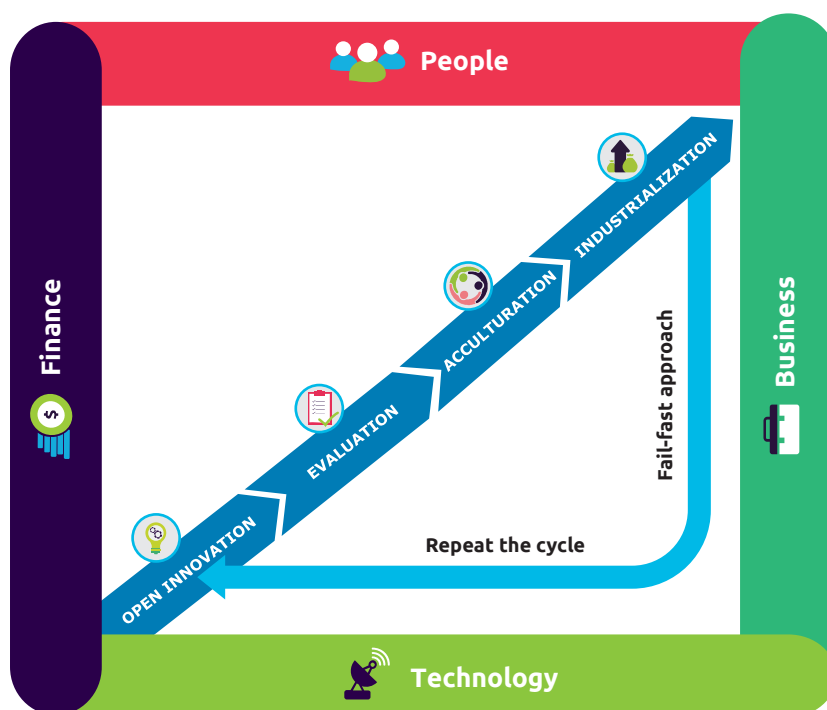 People
Finance
Business
INDUSTRIALIZATION
ACCULTURATION
EVALUATION
OPEN INNOVATION
Fail-fast approach
Repeat the cycle
Technology
$